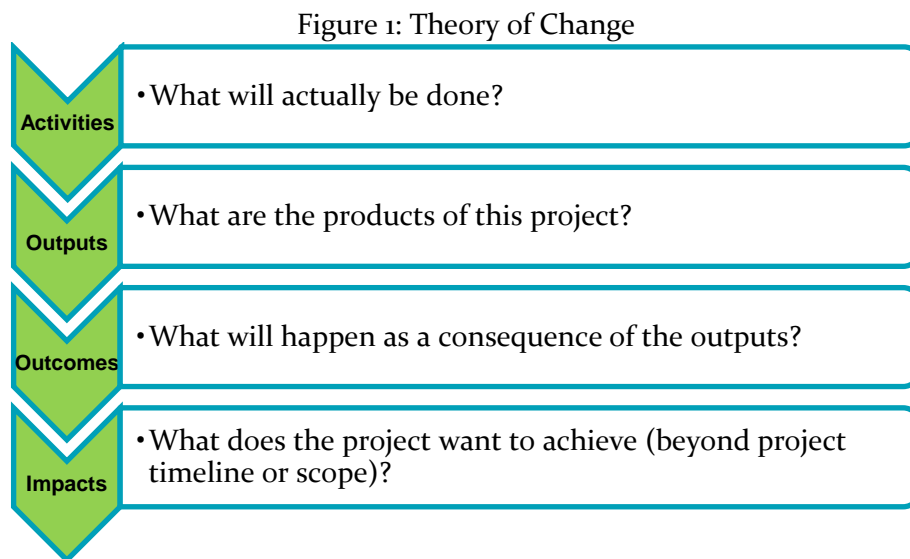 Figure 1: Theory of Change
Activities
•What will actually be done?
Outputs
•What are the products of this project?
Outcomes
•What will happen as a consequence of the outputs?
Impacts
•What does the project want to achieve (beyond project
timeline or scope)?